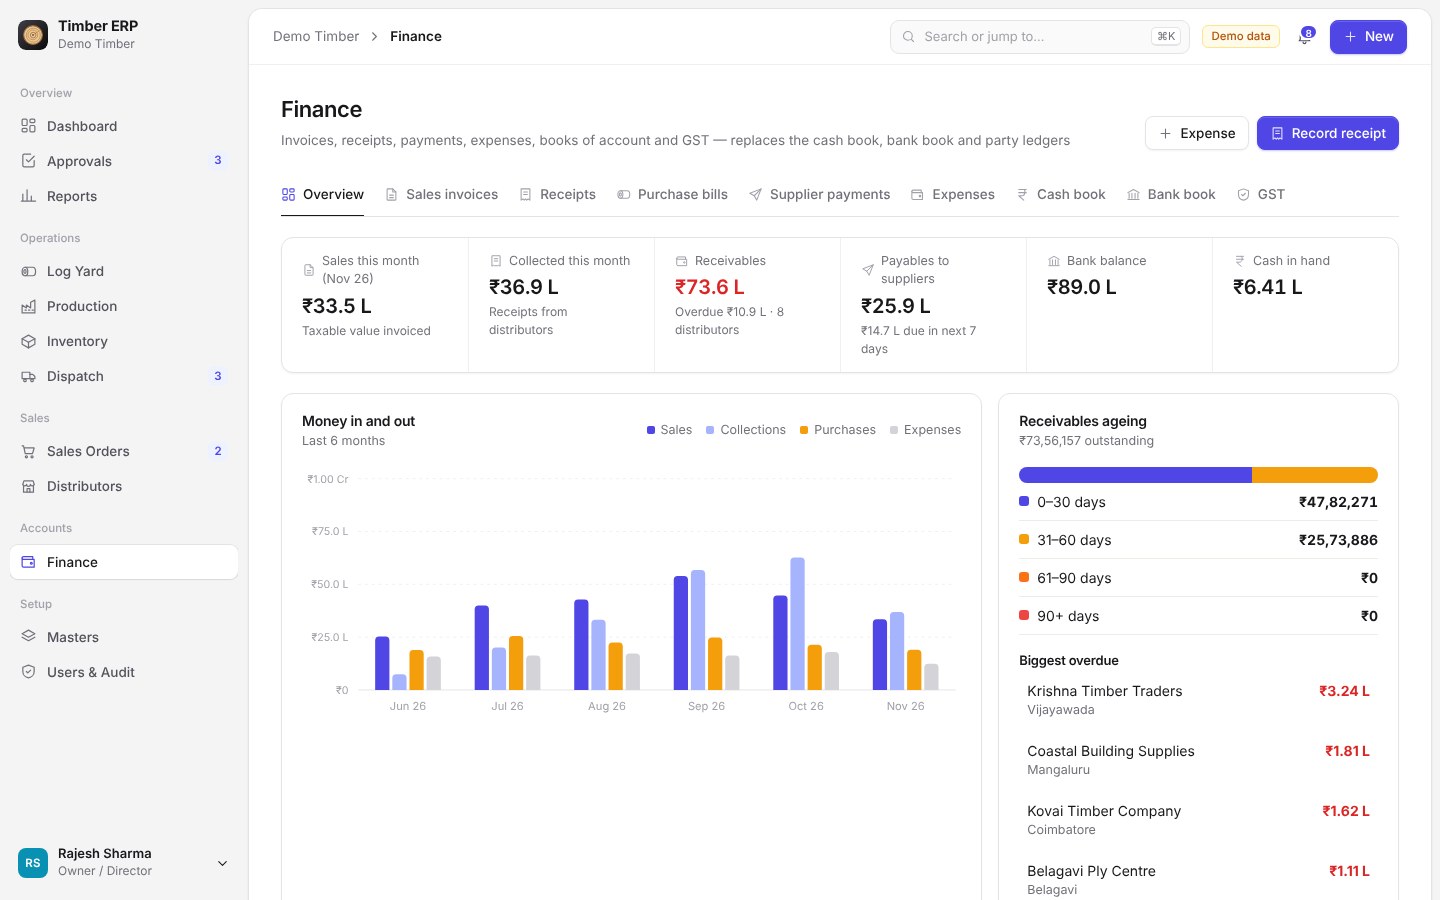 Timber ERP
Demo Timber
Overview
Dashboard
Approvals 3
Reports
Operations
Log Yard
Production
Inventory
Dispatch 3
Sales
Sales Orders 2
Distributors
Accounts
Finance
Setup
Masters
Users & Audit
RS
Rajesh Sharma
Owner / Director
Demo Timber > Finance
Search or jump to... ⌘K
Demo data
8
+ New
Finance
Invoices, receipts, payments, expenses, books of account and GST — replaces the cash book, bank book and party ledgers
+ Expense
Record receipt
Overview Sales invoices Receipts Purchase bills Supplier payments Expenses Cash book Bank book GST
Sales this month
(Nov 26)
₹33.5 L
Taxable value invoiced
Collected this month
₹36.9 L
Receipts from
distributors
Receivables
₹73.6 L
Overdue ₹10.9 L · 8
distributors
Payables to
suppliers
₹25.9 L
₹14.7 L due in next 7
days
Bank balance
₹89.0 L
Cash in hand
₹6.41 L
Money in and out
Last 6 months
Sales Collections Purchases Expenses
₹1.00 Cr
₹75.0 L
₹50.0 L
₹25.0 L
₹0
Jun 26 Jul 26 Aug 26 Sep 26 Oct 26 Nov 26
Receivables ageing
₹73,56,157 outstanding
0–30 days ₹47,82,271
31–60 days ₹25,73,886
61–90 days ₹0
90+ days ₹0
Biggest overdue
Krishna Timber Traders ₹3.24 L
Vijayawada
Coastal Building Supplies ₹1.81 L
Mangaluru
Kovai Timber Company ₹1.62 L
Coimbatore
Belagavi Ply Centre ₹1.11 L
Belagavi